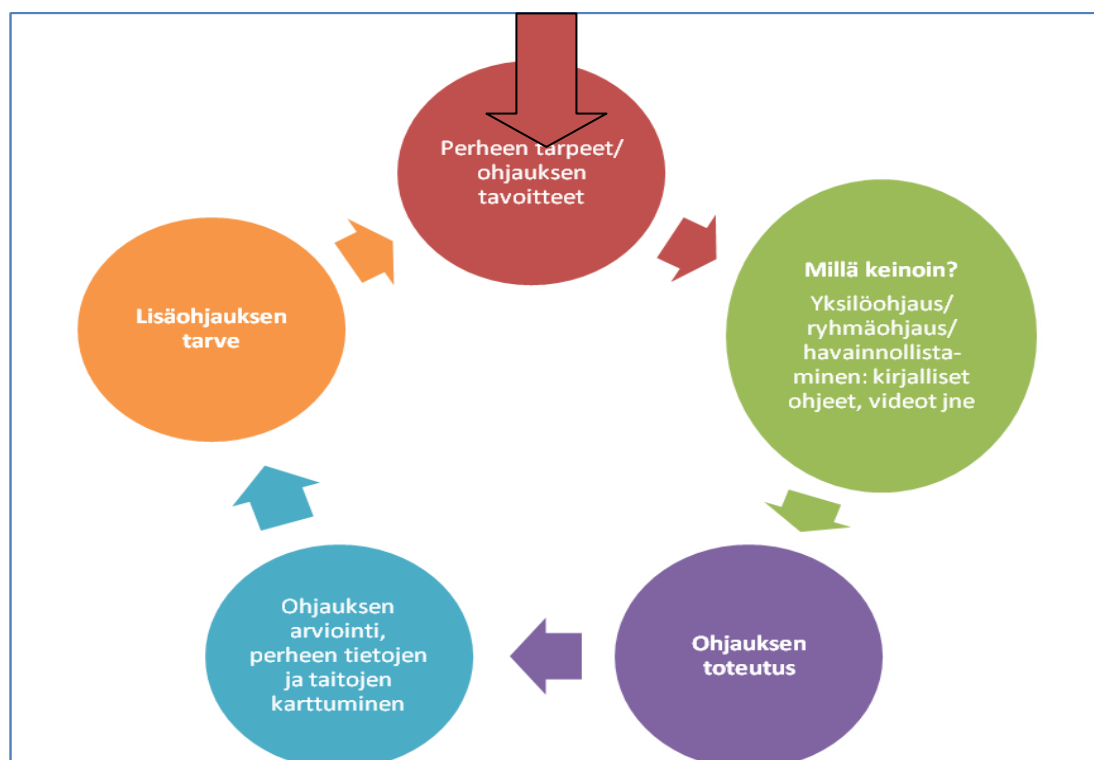 Perheen tarpeet/
ohjauksen
tavoitteet
Millä keinoin?
Yksilöohjaus/
ryhmäohjaus/
havainnollista-
minen: kirjalliset
ohjeet, videot jne
Ohjauksen
toteutus
Ohjauksen
arviointi,
perheen tietojen
ja taitojen
karttuminen
Lisäohjauksen
tarve